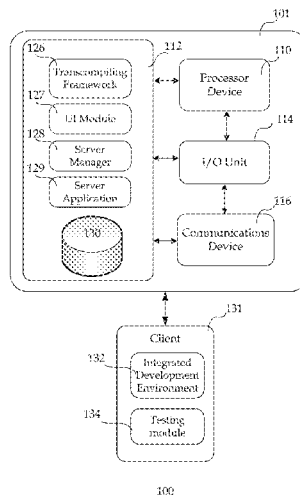 101
126
112
110
Transcompiling
Framework
Processor
Device
127
UI Module
114
128
Server
Manager
I/O Unit
129
Server
Application
116
130
Communications
Device
131
Client
132
Integrated
Development
Environment
134
Testing
module
100